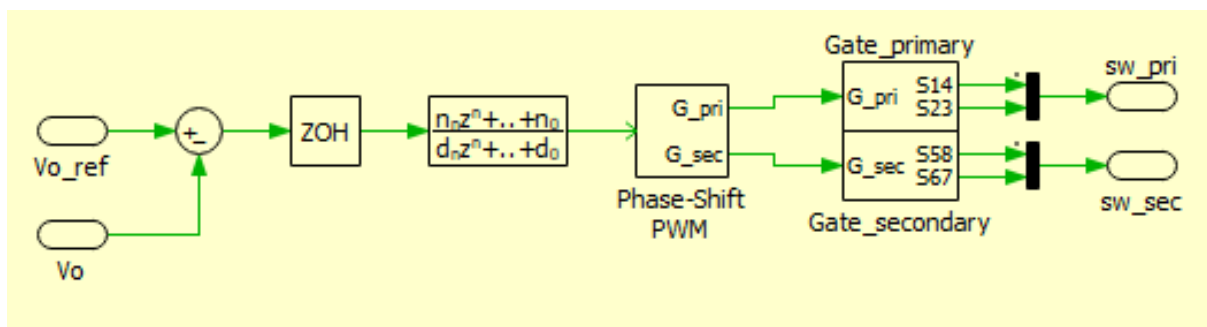 Vo_ref
Vo
+
-
ZOH
nₙzⁿ+..+n₀
dₙzⁿ+..+d₀
G_pri
G_sec
Phase-Shift
PWM
Gate_primary
G_pri
S14
S23
G_sec
S58
S67
Gate_secondary
sw_pri
sw_sec